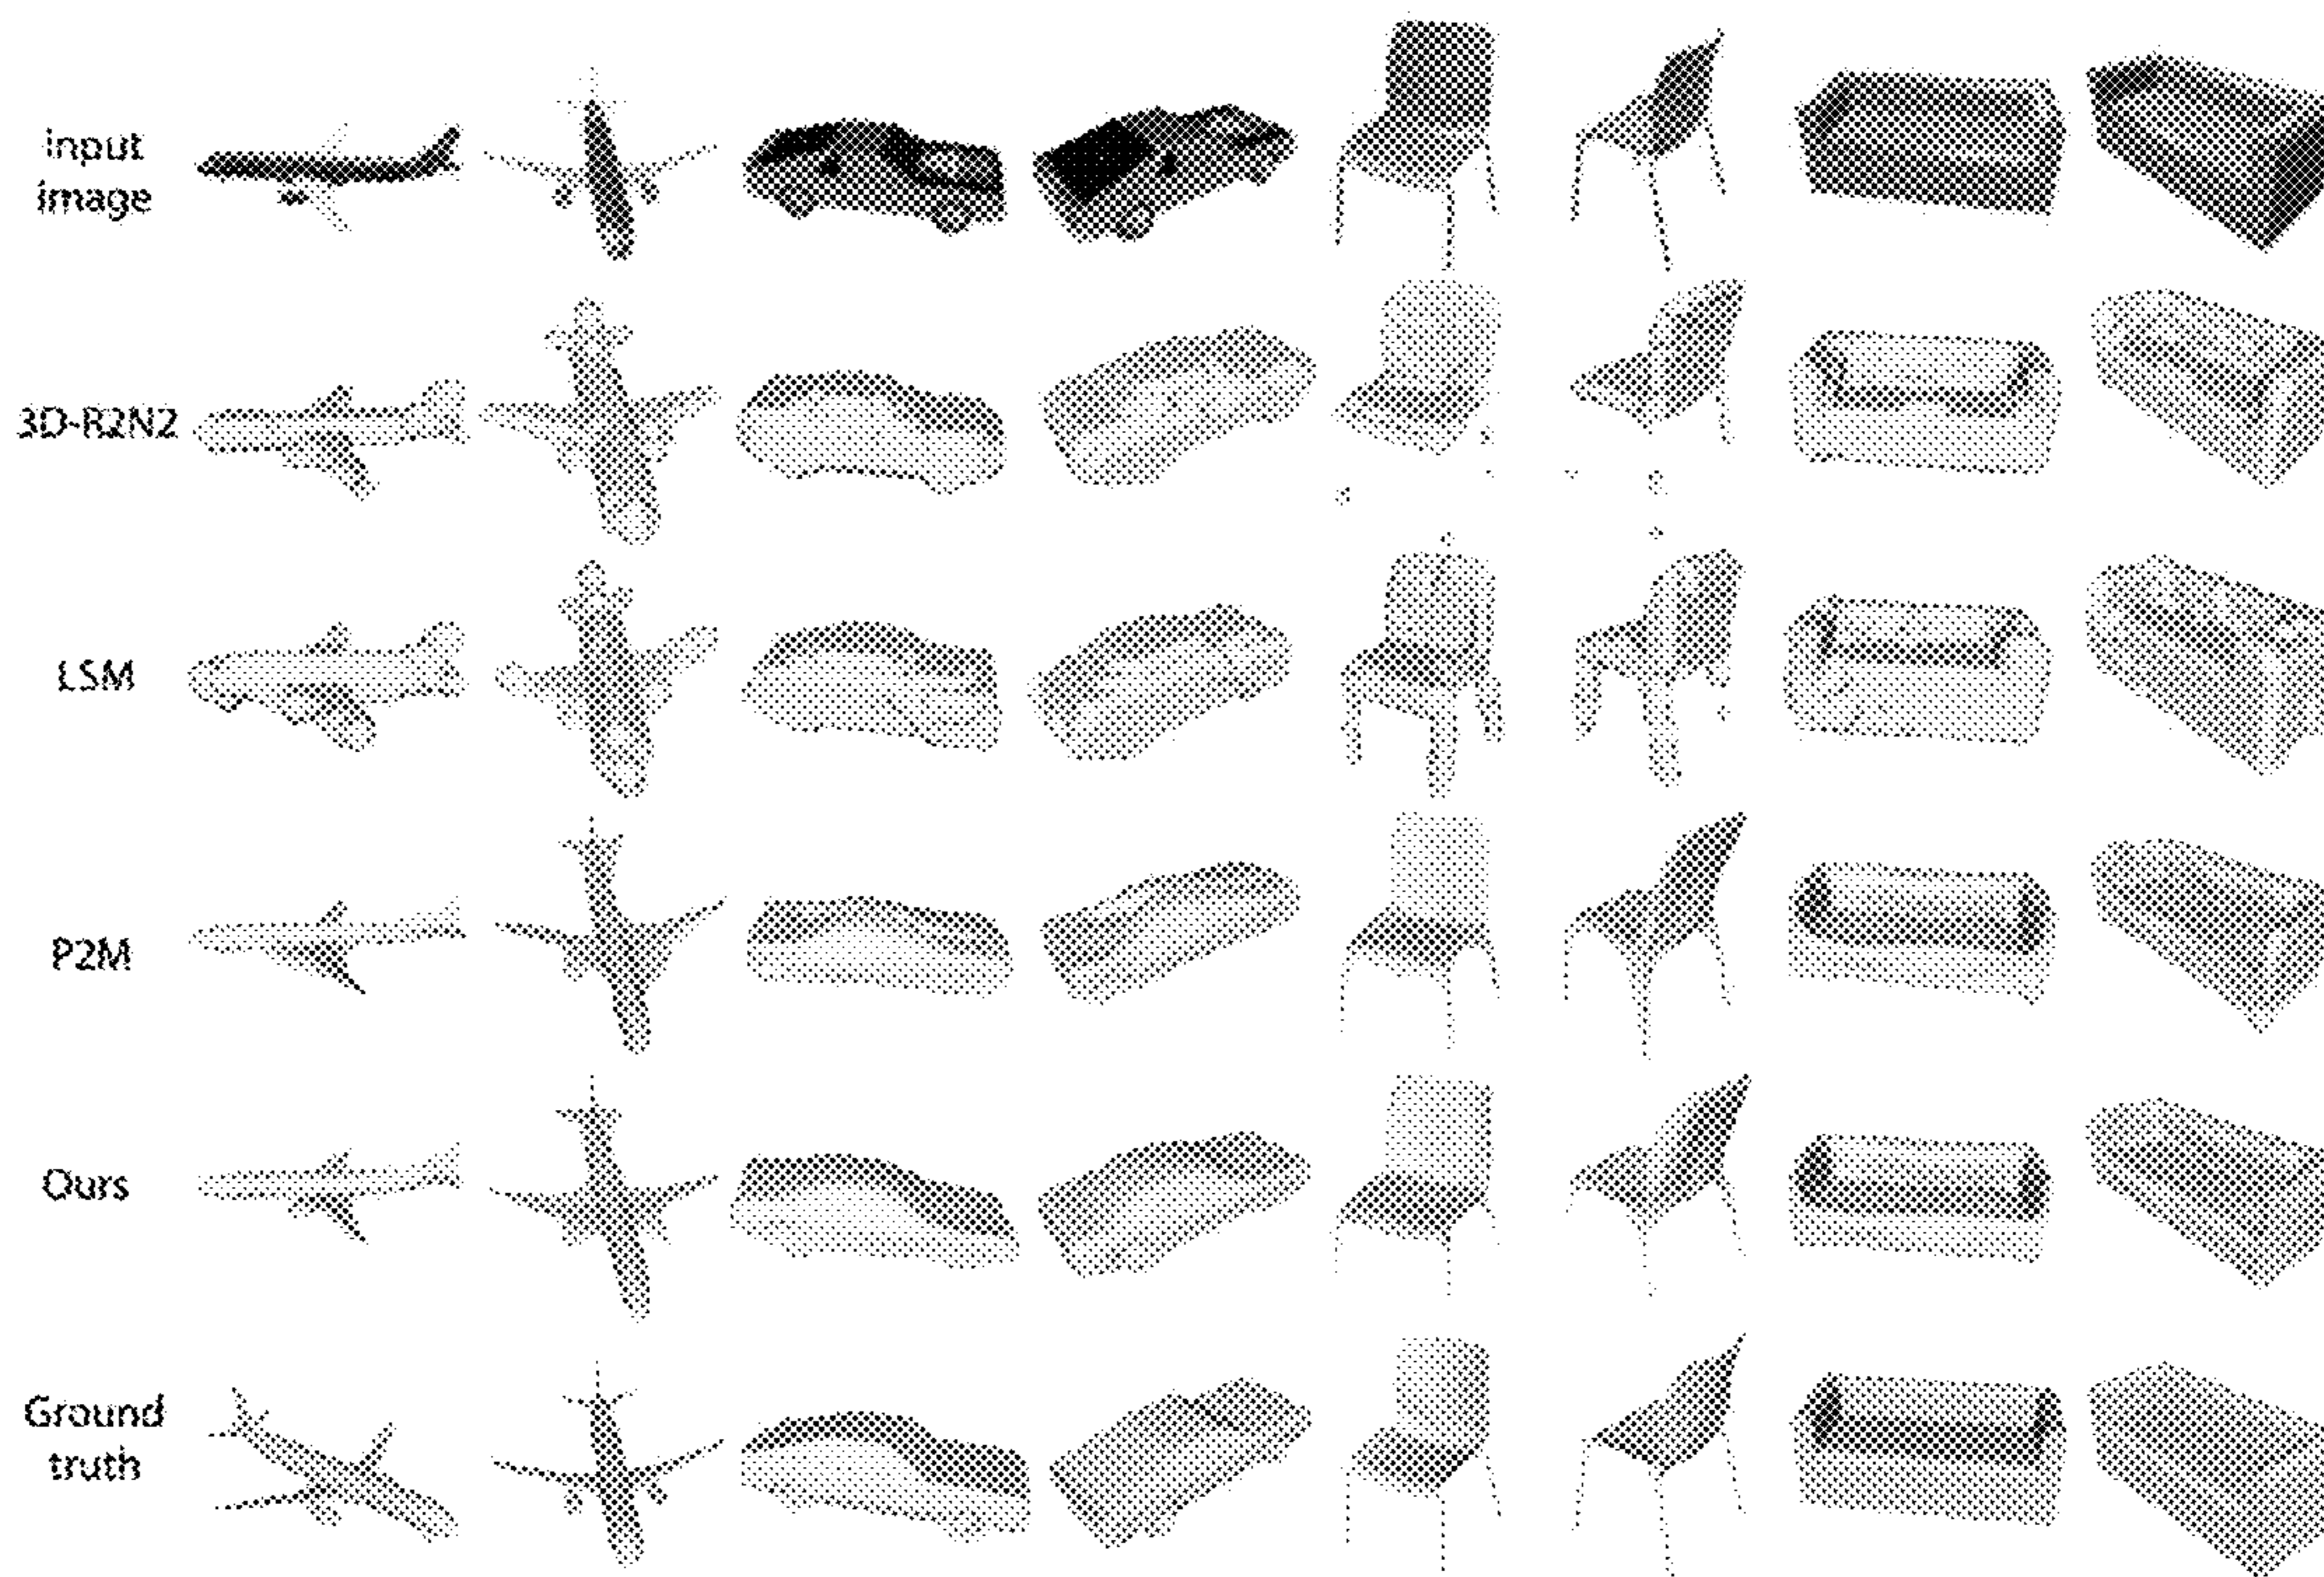 input
image
3D-R2N2
LSM
P2M
Ours
Ground
truth